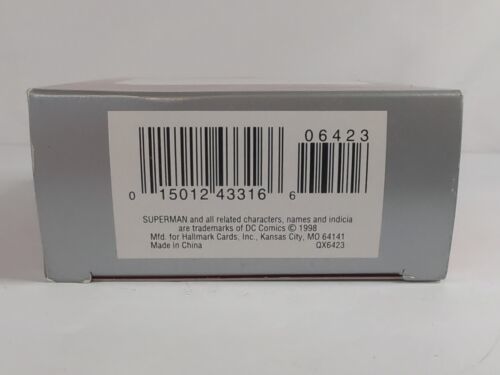 06423
0 15012 43316 6
SUPERMAN and all related characters, names and indicia
are trademarks of DC Comics © 1998
Mfd. for Hallmark Cards, Inc., Kansas City, MO 64141
Made in China QX6423